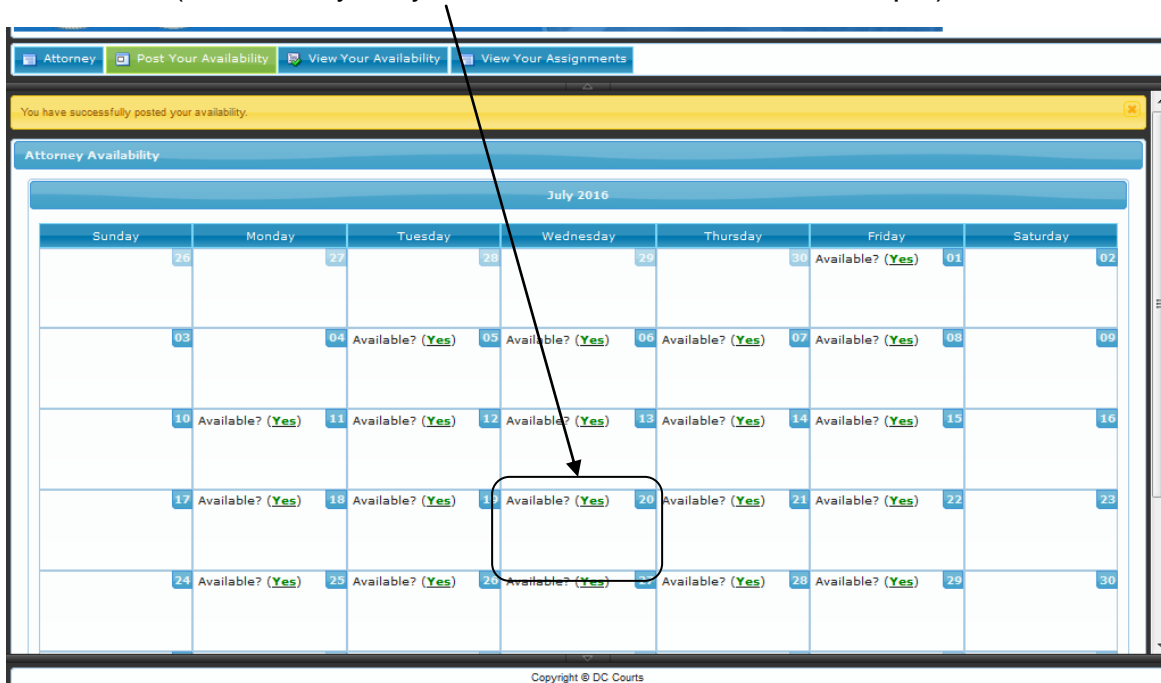 Attorney Post Your Availability View Your Availability View Your Assignments
You have successfully posted your availability.
Attorney Availability
July 2016
Sunday Monday Tuesday Wednesday Thursday Friday Saturday
26 27 28 29 30 Available? (Yes) 01 02
03 04 Available? (Yes) 05 Available? (Yes) 06 Available? (Yes) 07 Available? (Yes) 08 09
10 Available? (Yes) 11 Available? (Yes) 12 Available? (Yes) 13 Available? (Yes) 14 Available? (Yes) 15 16
17 Available? (Yes) 18 Available? (Yes) 19 Available? (Yes) 20 Available? (Yes) 21 Available? (Yes) 22 23
24 Available? (Yes) 25 Available? (Yes) 26 Available? (Yes) 27 Available? (Yes) 28 Available? (Yes) 29 30
Copyright © DC Courts